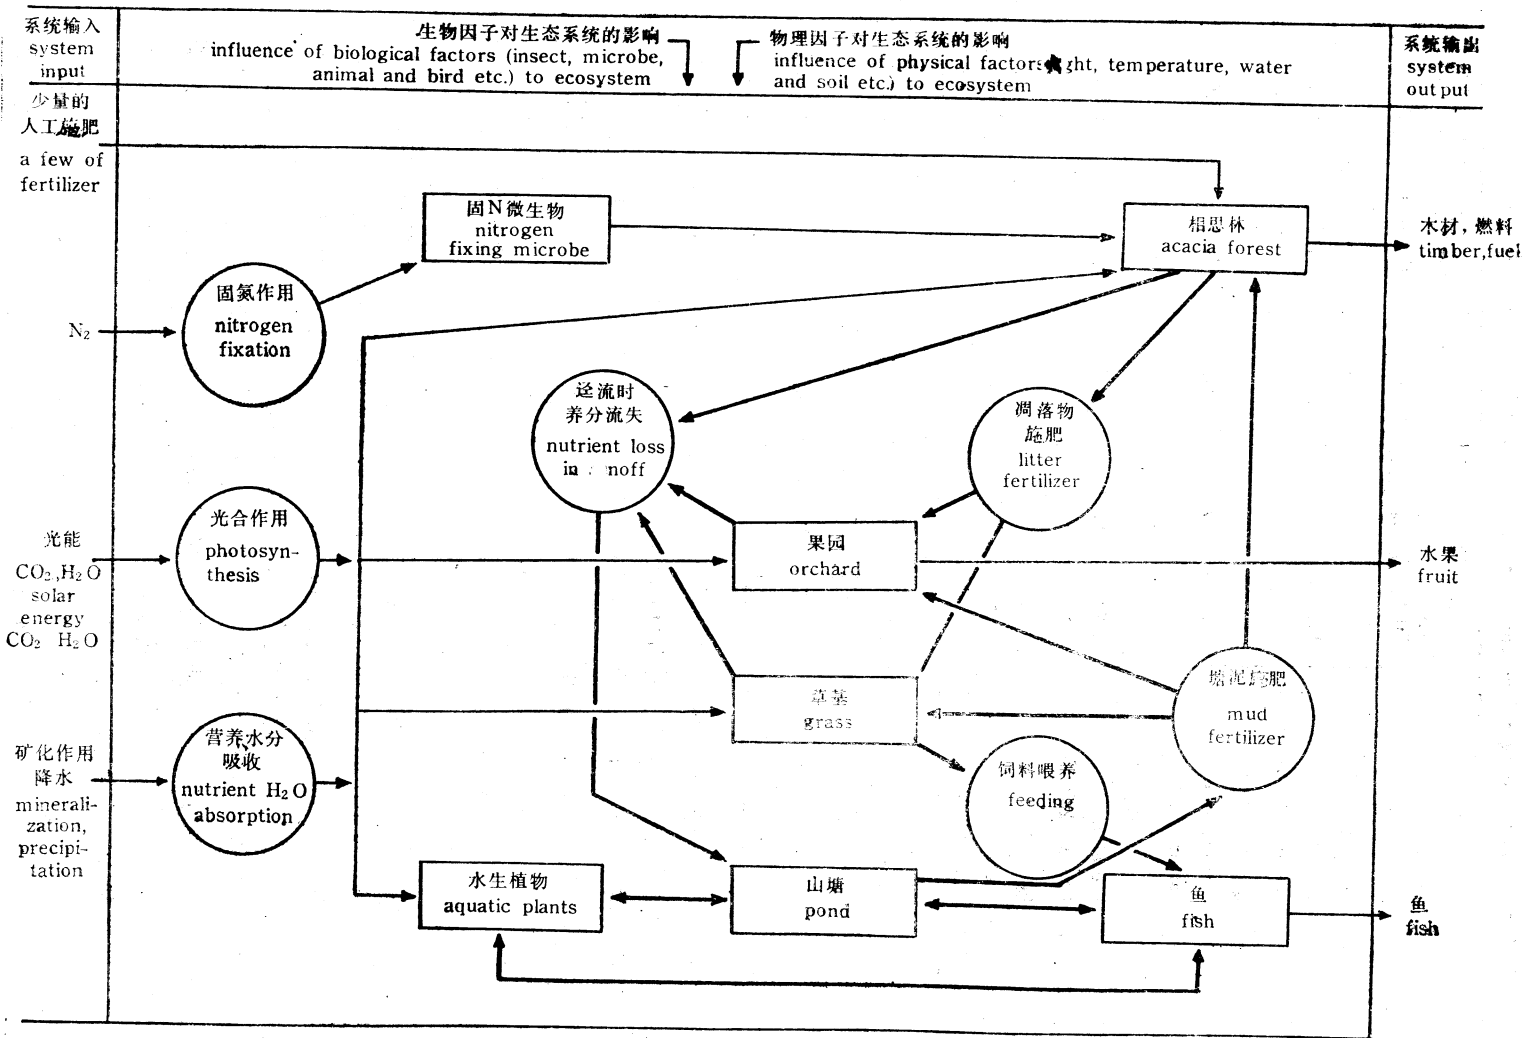 系统输入
system
input
生物因子对生态系统的影响
influence of biological factors (insect, microbe,
animal and bird etc.) to ecosystem
物理因子对生态系统的影响
influence of physical factors temperature, water
and soil etc.) to ecosystem
系统输出
system
output
少量的
人工施肥
a few of
fertilizer
固N微生物
nitrogen
fixing microbe
相思林
acacia forest
木材,燃料
timber,fuel
N₂
固氮作用
nitrogen
fixation
迳流时
养分流失
nutrient loss
in
凋落物
施肥
litter
fertilizer
光能
CO₂,H₂O
solar
energy
CO₂ H₂O
光合作用
photosyn-
thesis
果园
orchard
水果
fruit
草基
grass
塘泥施肥
mud
fertilizer
矿化作用
降水
minerali-
zation,
precipi-
tation
营养水分
吸收
nutrient H₂O
absorption
饲料喂养
feeding
水生植物
aquatic plants
山塘
pond
鱼
fish
鱼
fish